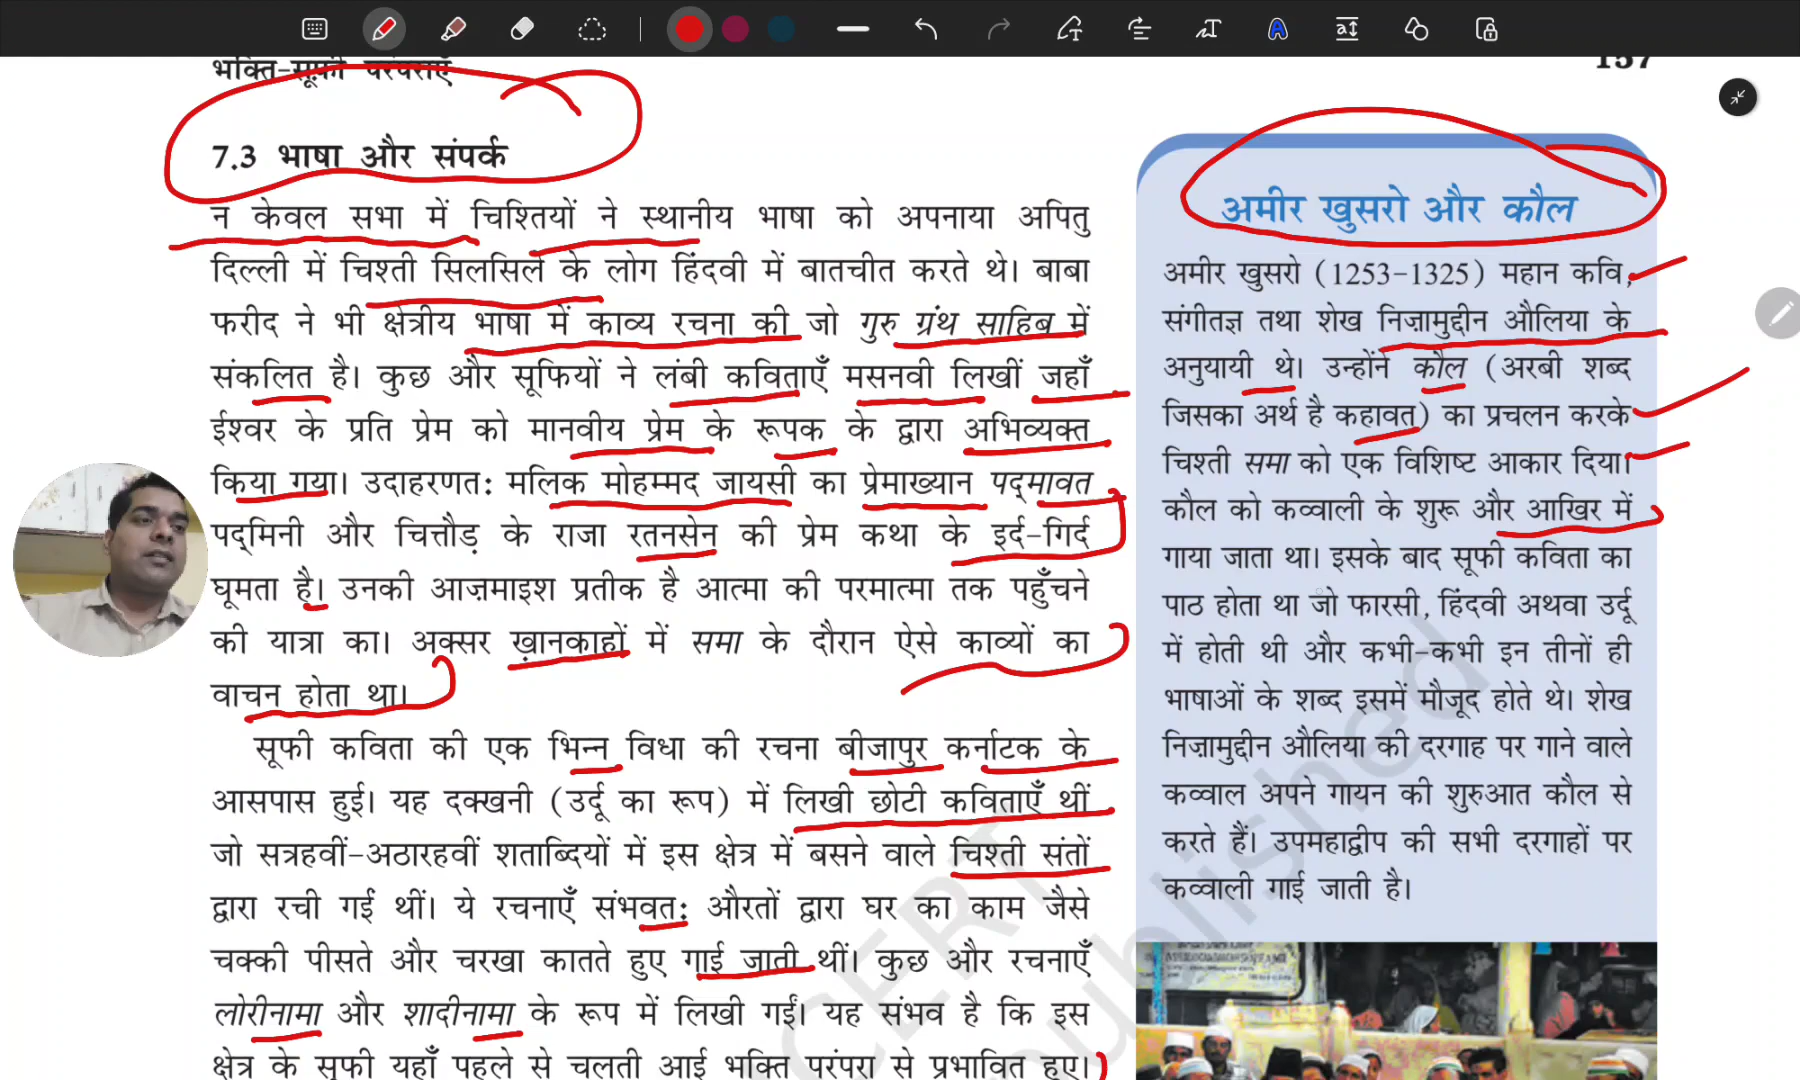 भक्ति-सूफ़ी परंपराएँ
157
7.3 भाषा और संपर्क
न केवल सभा में चिश्तियों ने स्थानीय भाषा को अपनाया अपितु
दिल्ली में चिश्ती सिलसिले के लोग हिंदवी में बातचीत करते थे। बाबा
फरीद ने भी क्षेत्रीय भाषा में काव्य रचना की जो गुरु ग्रंथ साहिब में
संकलित है। कुछ और सूफियों ने लंबी कविताएँ मसनवी लिखीं जहाँ
ईश्वर के प्रति प्रेम को मानवीय प्रेम के रूपक के द्वारा अभिव्यक्त
किया गया। उदाहरणत: मलिक मोहम्मद जायसी का प्रेमाख्यान पद्मावत
पद्मिनी और चित्तौड़ के राजा रतनसेन की प्रेम कथा के इर्द-गिर्द
घूमता है। उनकी आज़माइश प्रतीक है आत्मा की परमात्मा तक पहुँचने
की यात्रा का। अक्सर ख़ानकाहों में समा के दौरान ऐसे काव्यों का
वाचन होता था।
सूफी कविता की एक भिन्न विधा की रचना बीजापुर कर्नाटक के
आसपास हुई। यह दक्खनी (उर्दू का रूप) में लिखी छोटी कविताएँ थीं
जो सत्रहवीं-अठारहवीं शताब्दियों में इस क्षेत्र में बसने वाले चिश्ती संतों
द्वारा रची गई थीं। ये रचनाएँ संभवत: औरतों द्वारा घर का काम जैसे
चक्की पीसते और चरखा कातते हुए गाई जाती थीं। कुछ और रचनाएँ
लोरीनामा और शादीनामा के रूप में लिखी गईं। यह संभव है कि इस
क्षेत्र के सूफी यहाँ पहले से चलती आई भक्ति परंपरा से प्रभावित हुए।
अमीर खुसरो और कौल
अमीर खुसरो (1253-1325) महान कवि,
संगीतज्ञ तथा शेख निज़ामुद्दीन औलिया के
अनुयायी थे। उन्होंने कौल (अरबी शब्द
जिसका अर्थ है कहावत) का प्रचलन करके
चिश्ती समा को एक विशिष्ट आकार दिया।
कौल को कव्वाली के शुरू और आखिर में
गाया जाता था। इसके बाद सूफी कविता का
पाठ होता था जो फारसी, हिंदवी अथवा उर्दू
में होती थी और कभी-कभी इन तीनों ही
भाषाओं के शब्द इसमें मौजूद होते थे। शेख
निज़ामुद्दीन औलिया की दरगाह पर गाने वाले
कव्वाल अपने गायन की शुरुआत कौल से
करते हैं। उपमहाद्वीप की सभी दरगाहों पर
कव्वाली गाई जाती है।